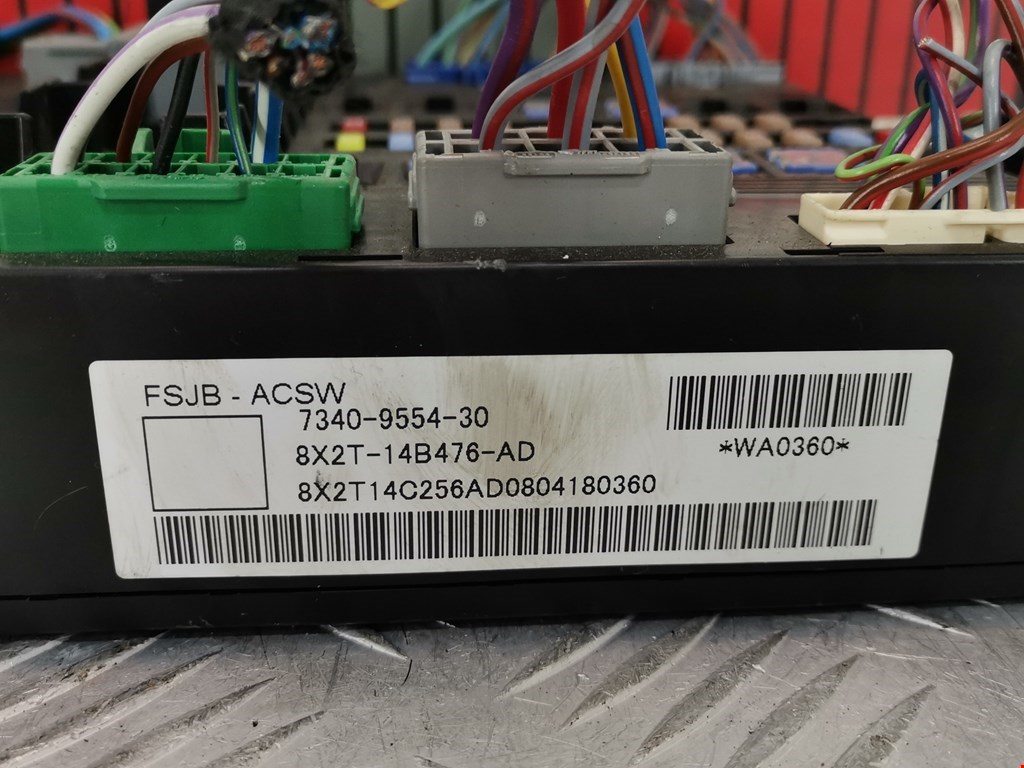 FSJB - ACSW
7340-9554-30
8X2T-14B476-AD
8X2T14C256AD0804180360
*WA0360*